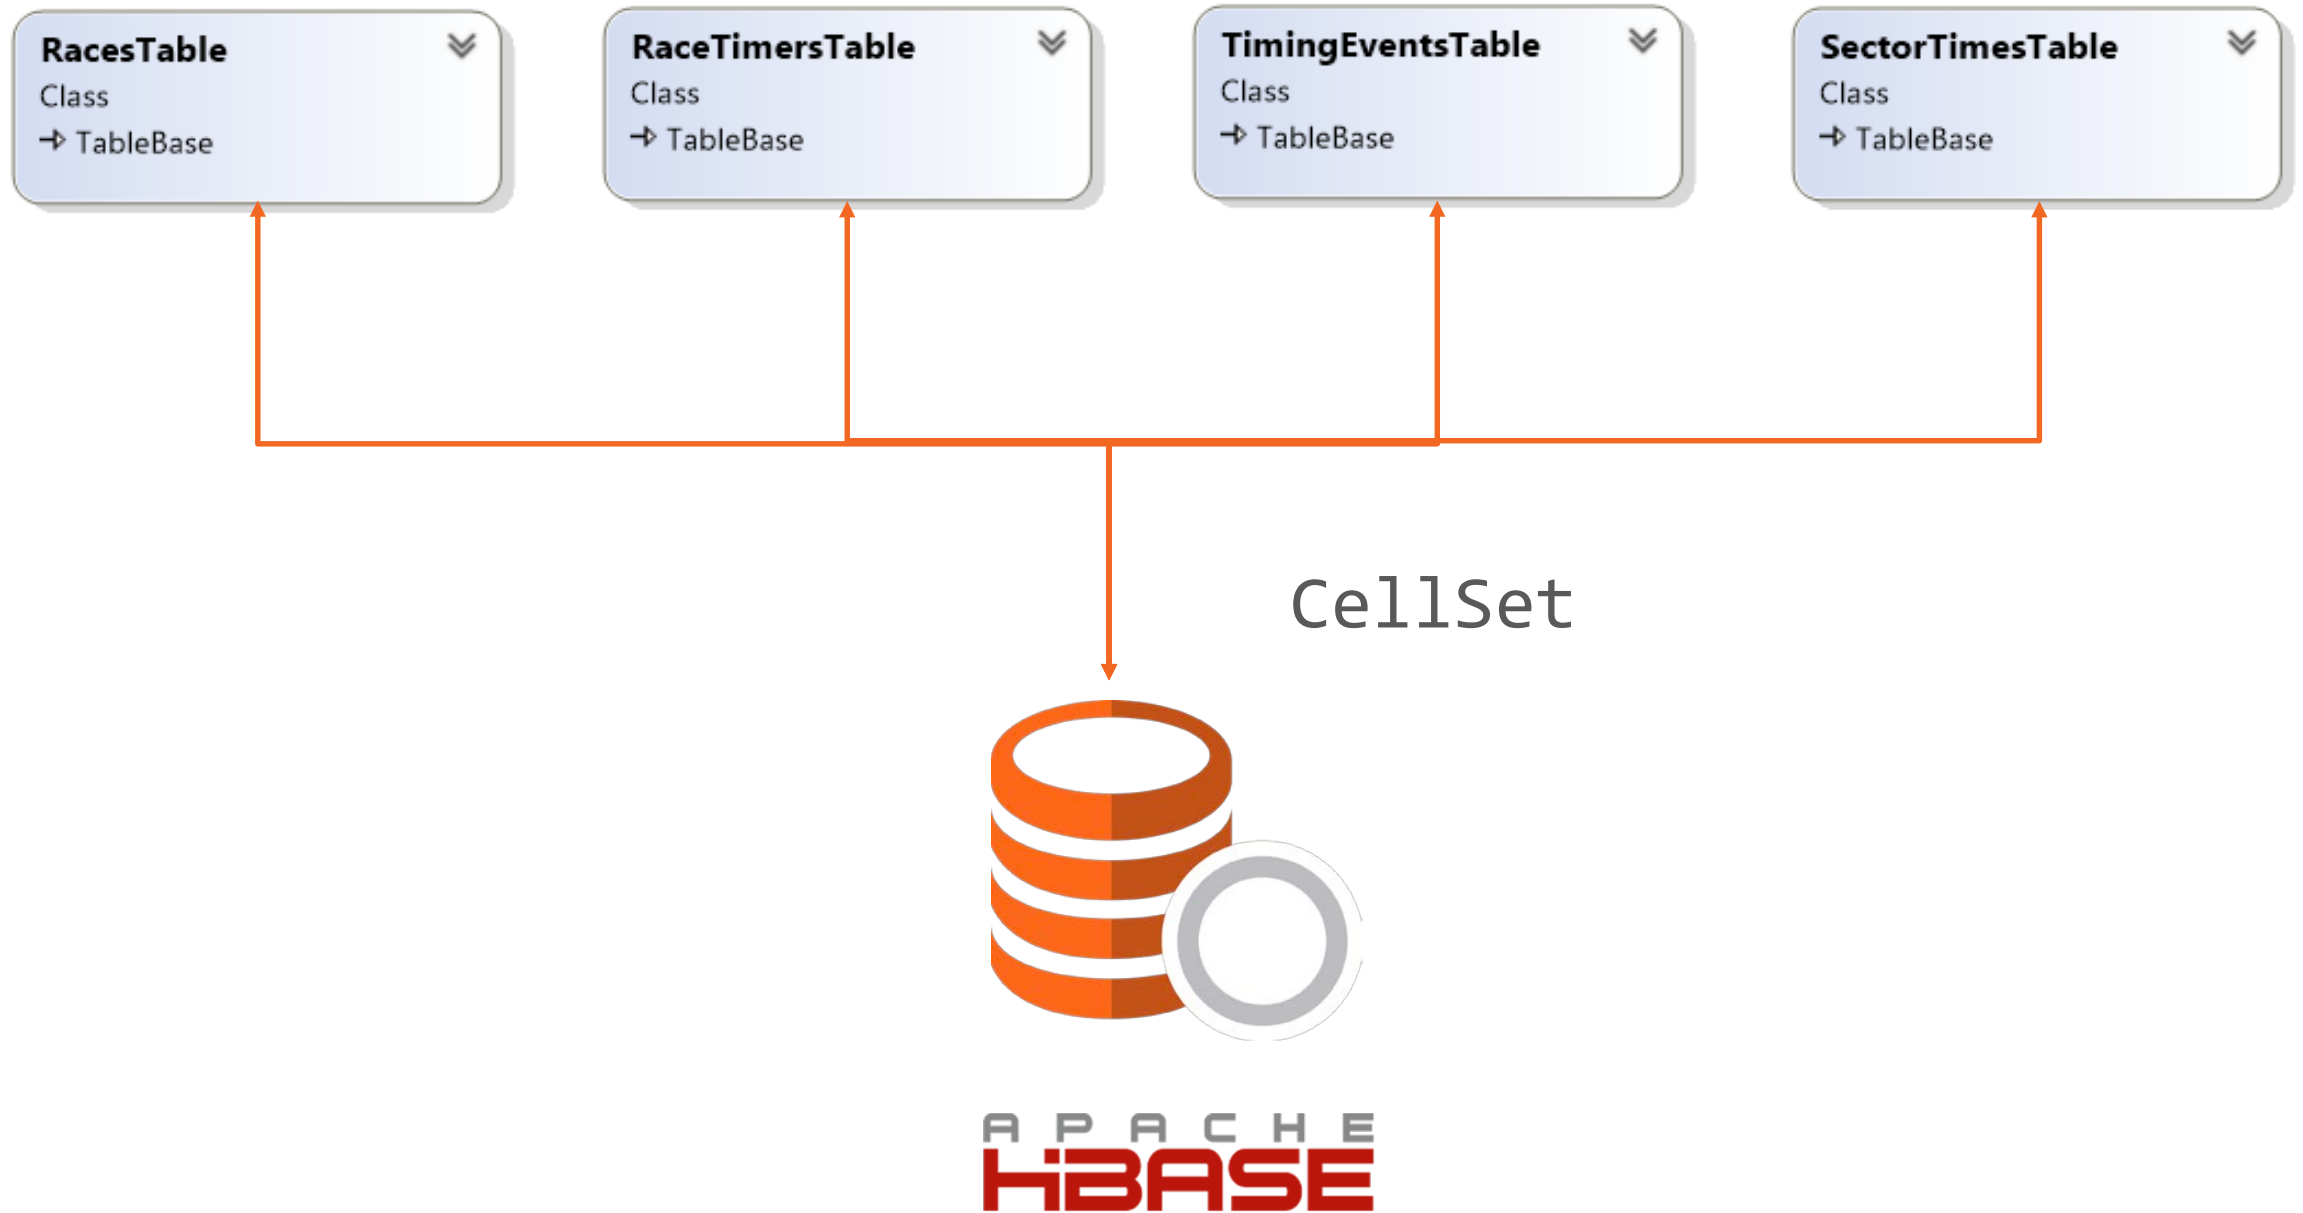 RacesTable
Class
TableBase
RaceTimersTable
Class
TableBase
TimingEventsTable
Class
TableBase
SectorTimesTable
Class
TableBase
CellSet
APACHE
HBASE